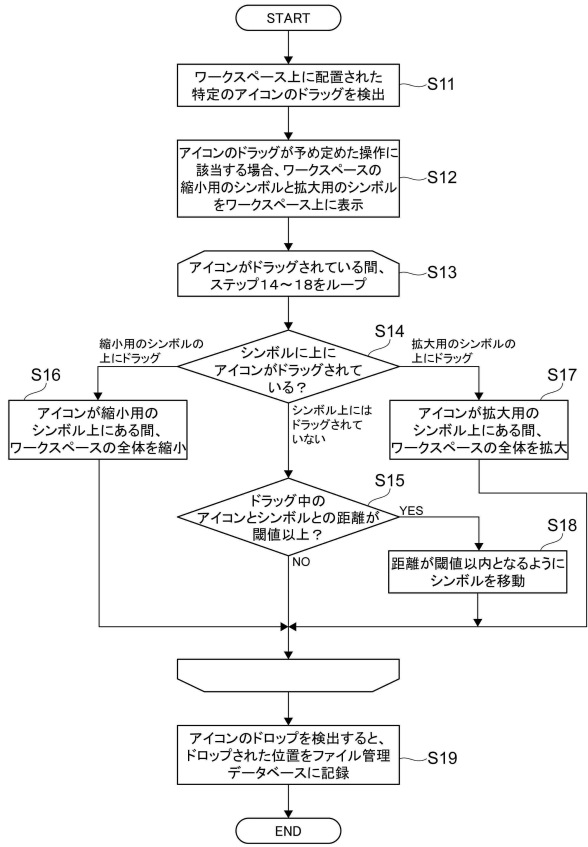 START
ワークスペース上に配置された
特定のアイコンのドラッグを検出
S11
アイコンのドラッグが予め定めた操作に
該当する場合、ワークスペースの
縮小用のシンボルと拡大用のシンボル
をワークスペース上に表示
S12
アイコンがドラッグされている間、
ステップ14～18をループ
S13
S14
シンボルに上に
アイコンがドラッグされて
いる？
縮小用のシンボルの
上にドラッグ
拡大用のシンボルの
上にドラッグ
S16
アイコンが縮小用の
シンボル上にある間、
ワークスペースの全体を縮小
シンボル上には
ドラッグされて
いない
S17
アイコンが拡大用の
シンボル上にある間、
ワークスペースの全体を拡大
S15
ドラッグ中の
アイコンとシンボルとの距離が
閾値以上？
YES
NO
S18
距離が閾値以内となるように
シンボルを移動
アイコンのドロップを検出すると、
ドロップされた位置をファイル管理
データベースに記録
S19
END